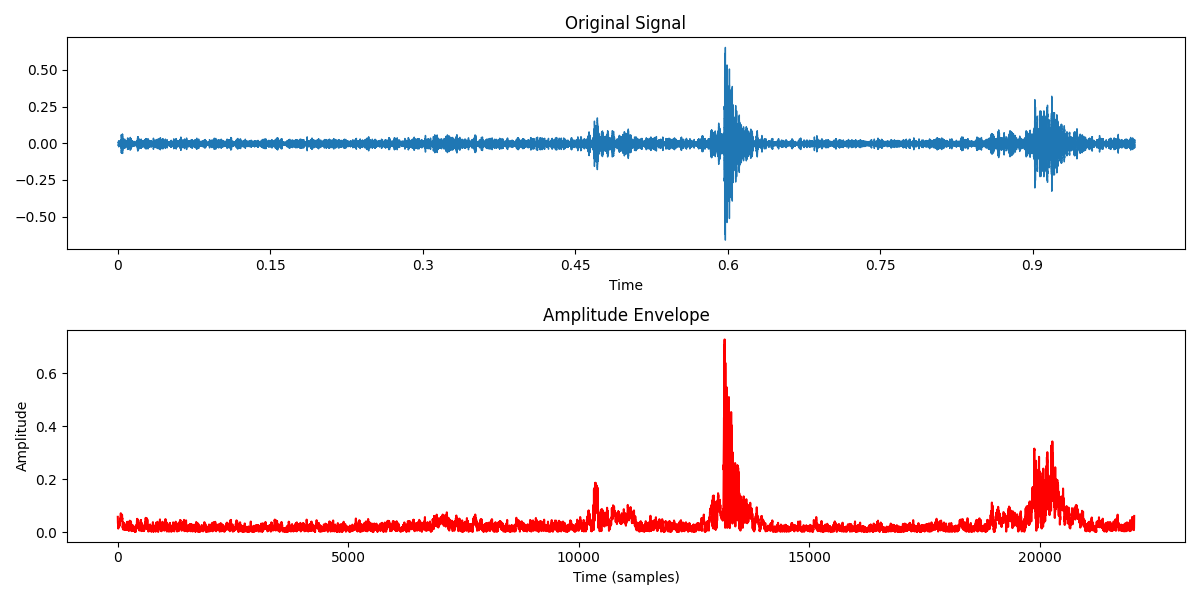 Original Signal
0.50
0.25
0.00
−0.25
−0.50
0 0.15 0.3 0.45 0.6 0.75 0.9
Time
Amplitude Envelope
0.6
0.4
0.2
0.0
Amplitude
0 5000 10000 15000 20000
Time (samples)